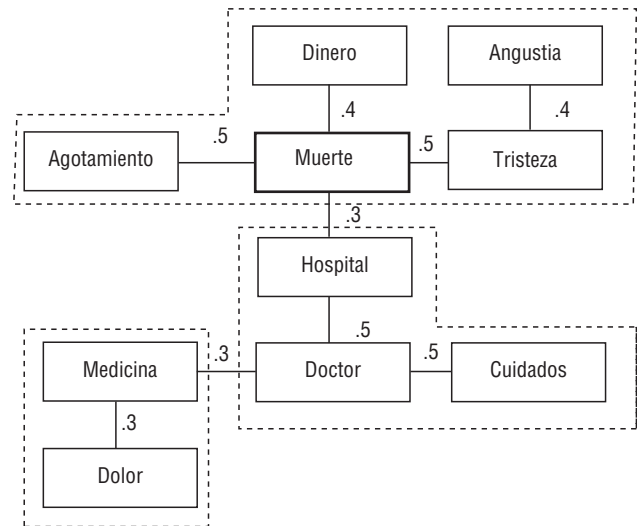 Dinero
Angustia
.4
.4
Agotamiento
.5
Muerte
.5
Tristeza
.3
Hospital
.5
Medicina
.3
Doctor
.5
Cuidados
.3
Dolor